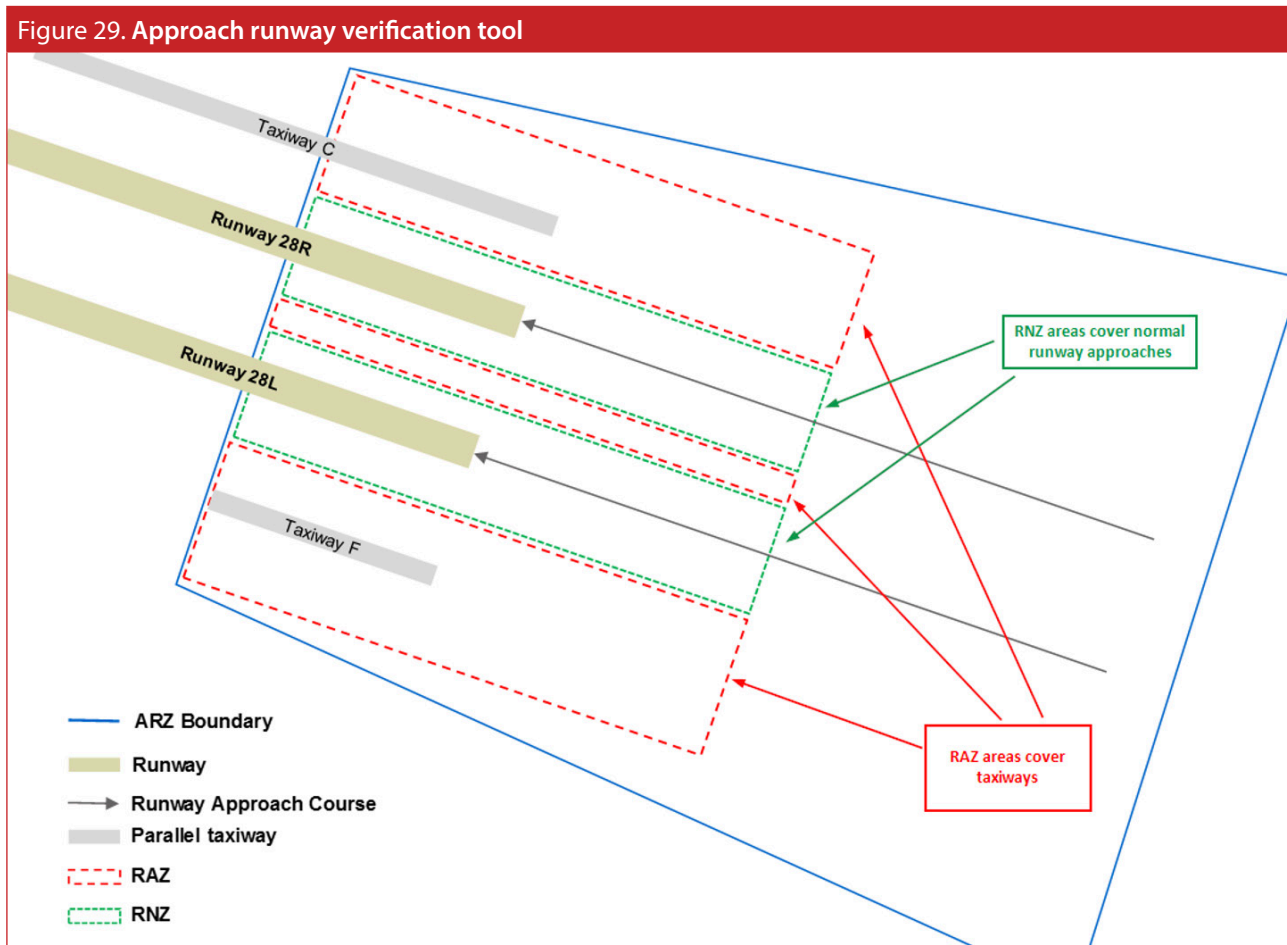 Figure 29. Approach runway verification tool
Taxiway C
Runway 28R
Runway 28L
Taxiway F
RNZ areas cover normal
runway approaches
RAZ areas cover
taxiways
ARZ Boundary
Runway
Runway Approach Course
Parallel taxiway
RAZ
RNZ